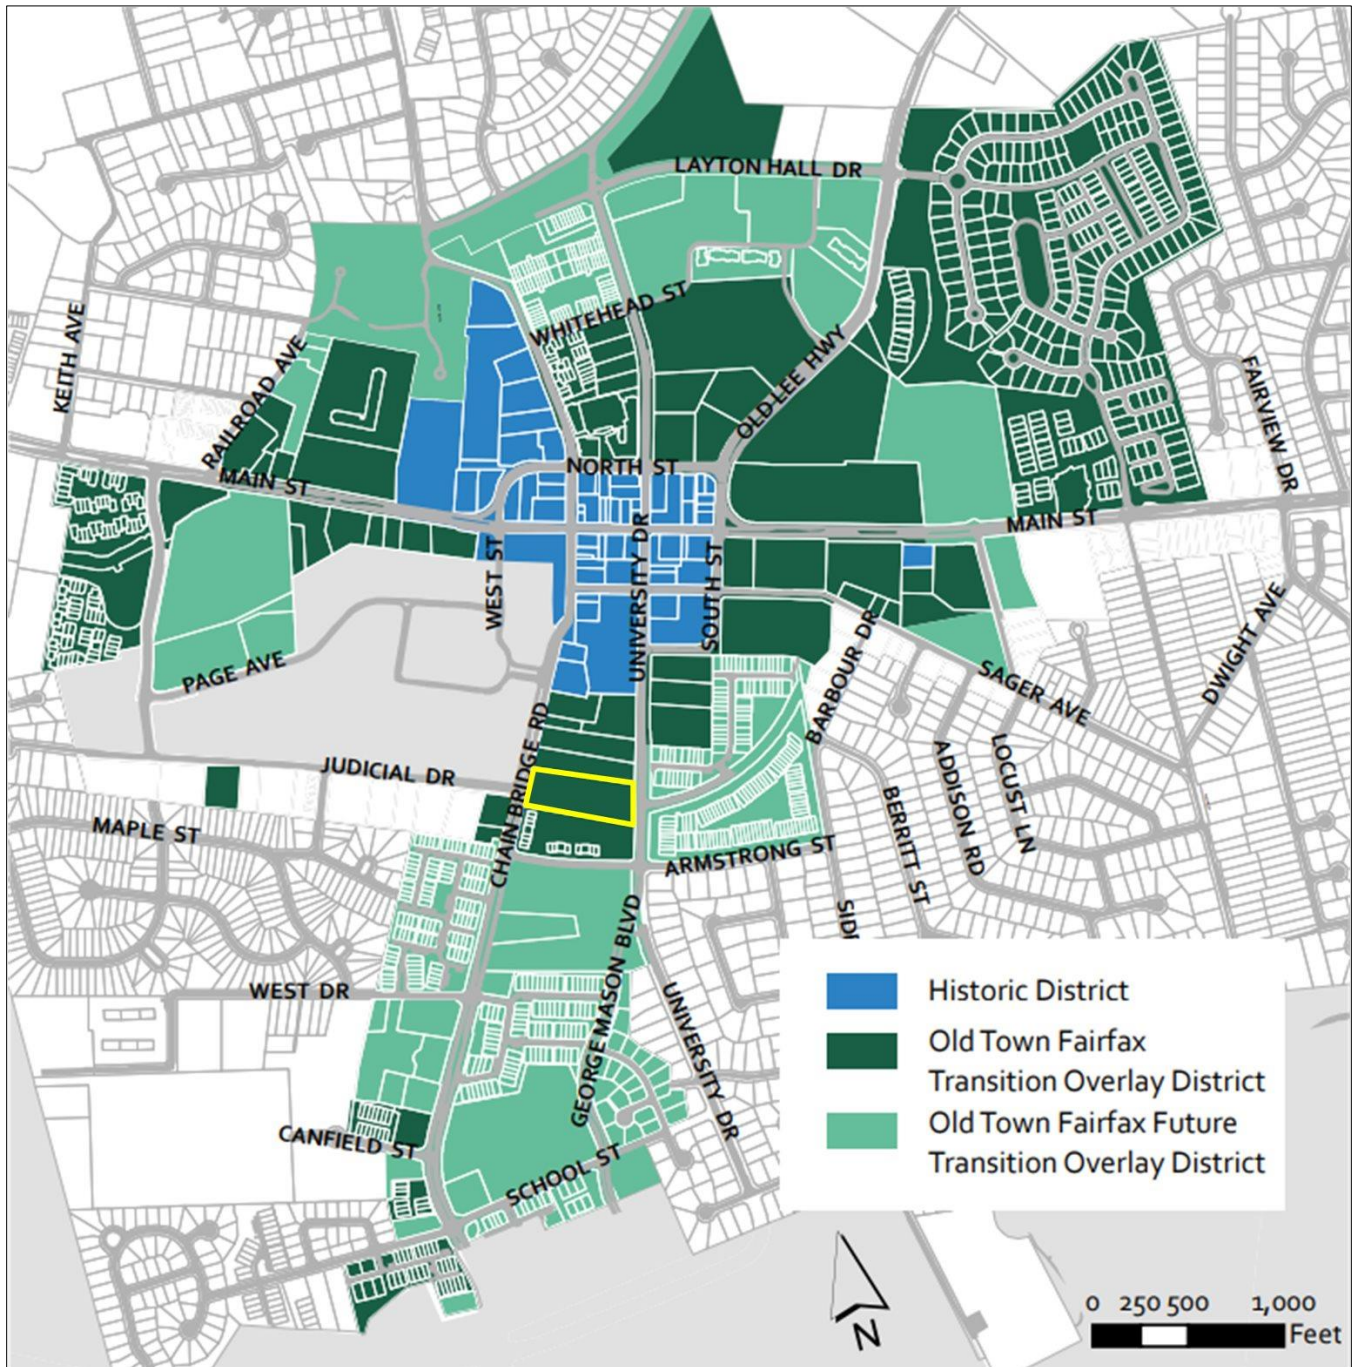 LAYTON HALL DR
WHITEHEAD ST
KEITH AVE
RAILROAD AVE
OLD LEE HWY
FAIRVIEW DR
NORTH ST
MAIN ST
MAIN ST
WEST ST
UNIVERSITY DR
SOUTH ST
PAGE AVE
BARBOUR DR
SAGER AVE
DWIGHT AVE
JUDICIAL DR
CHAIN BRIDGE RD
ADDISON RD
LOCUST LN
MAPLE ST
BERRITT ST
ARMSTRONG ST
GEORGE MASON BLVD
WEST DR
UNIVERSITY DR
CANFIELD ST
SCHOOL ST
Historic District
Old Town Fairfax
Transition Overlay District
Old Town Fairfax Future
Transition Overlay District
N
0 250 500 1,000
Feet